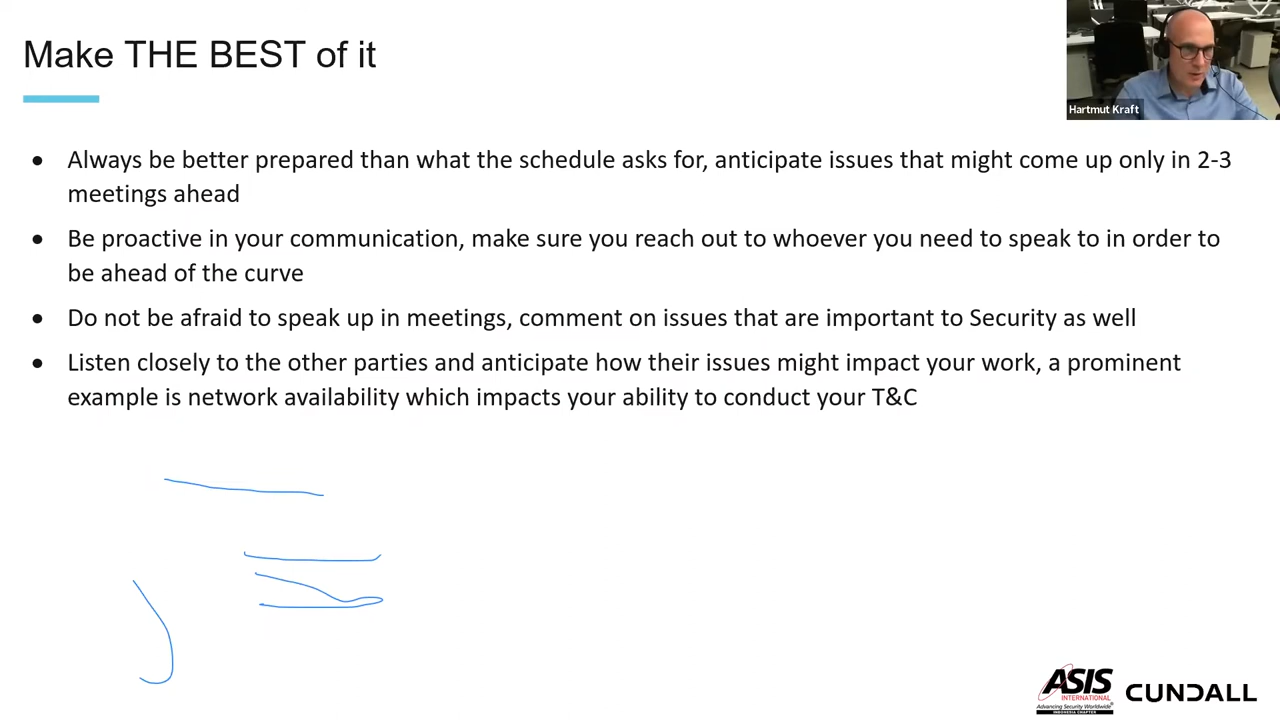 Make THE BEST of it
Hartmut Kraft
● Always be better prepared than what the schedule asks for, anticipate issues that might come up only in 2-3
meetings ahead
● Be proactive in your communication, make sure you reach out to whoever you need to speak to in order to
be ahead of the curve
● Do not be afraid to speak up in meetings, comment on issues that are important to Security as well
● Listen closely to the other parties and anticipate how their issues might impact your work, a prominent
example is network availability which impacts your ability to conduct your T&C
ASIS
INTERNATIONAL
Advancing Security Worldwide®
INDONESIA CHAPTER
CUNDALL